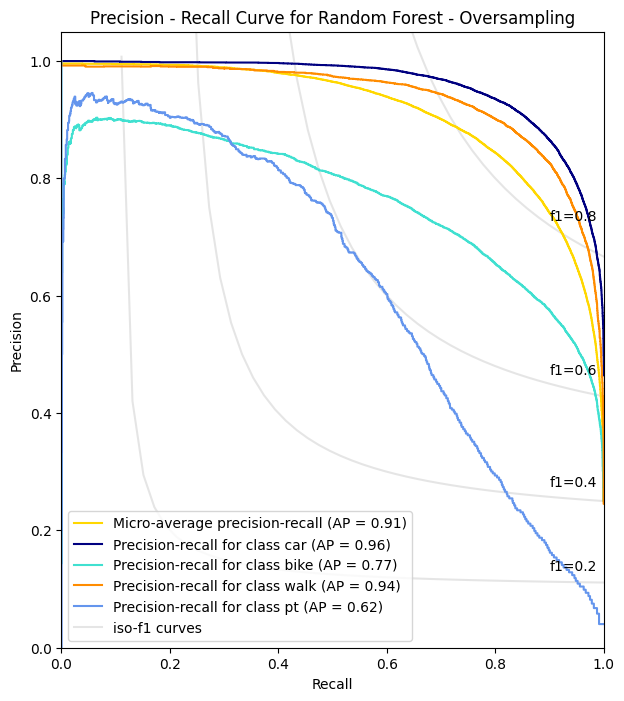 Precision - Recall Curve for Random Forest - Oversampling
1.0
0.8
0.6
0.4
0.2
0.0
Precision
f1=0.8
f1=0.6
f1=0.4
f1=0.2
Micro-average precision-recall (AP = 0.91)
Precision-recall for class car (AP = 0.96)
Precision-recall for class bike (AP = 0.77)
Precision-recall for class walk (AP = 0.94)
Precision-recall for class pt (AP = 0.62)
iso-f1 curves
0.0 0.2 0.4 0.6 0.8 1.0
Recall